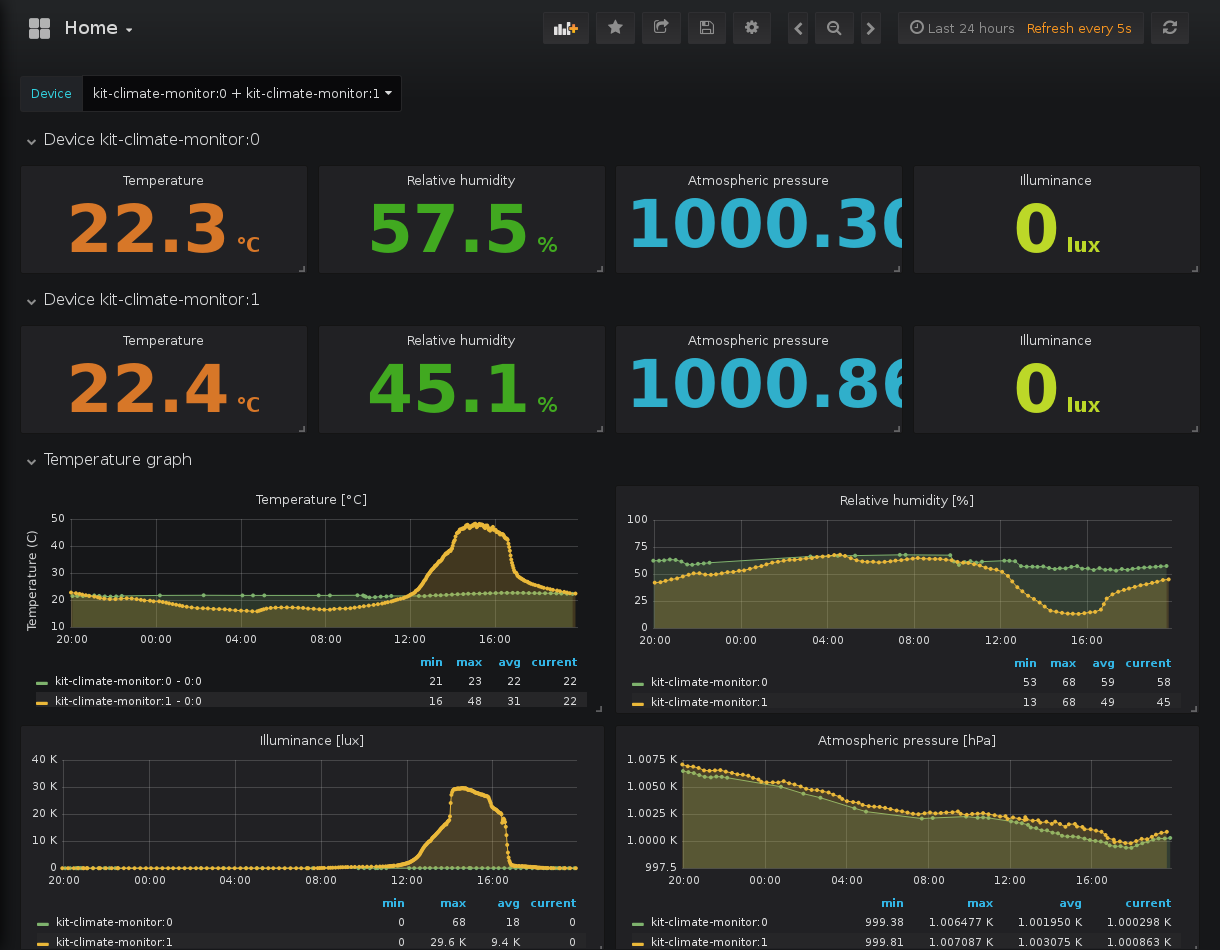 Home
Last 24 hours Refresh every 5s
Device kit-climate-monitor:0 + kit-climate-monitor:1
Device kit-climate-monitor:0
Temperature Relative humidity Atmospheric pressure Illuminance
22.3 °C 57.5 % 1000.30 0 lux
Device kit-climate-monitor:1
Temperature Relative humidity Atmospheric pressure Illuminance
22.4 °C 45.1 % 1000.86 0 lux
Temperature graph
Temperature [°C]
Temperature (C)
50
40
30
20
10
20:00 00:00 04:00 08:00 12:00 16:00
min max avg current
kit-climate-monitor:0 - 0:0 21 23 22 22
kit-climate-monitor:1 - 0:0 16 48 31 22
Relative humidity [%]
100
75
50
25
0
20:00 00:00 04:00 08:00 12:00 16:00
min max avg current
kit-climate-monitor:0 53 68 59 58
kit-climate-monitor:1 13 68 49 45
Illuminance [lux]
40 K
30 K
20 K
10 K
0
20:00 00:00 04:00 08:00 12:00 16:00
min max avg current
kit-climate-monitor:0 0 68 18 0
kit-climate-monitor:1 0 29.6 K 9.4 K 0
Atmospheric pressure [hPa]
1.0075 K
1.0050 K
1.0025 K
1.0000 K
997.5
20:00 00:00 04:00 08:00 12:00 16:00
min max avg current
kit-climate-monitor:0 999.38 1.006477 K 1.001950 K 1.000298 K
kit-climate-monitor:1 999.81 1.007087 K 1.003075 K 1.000863 K